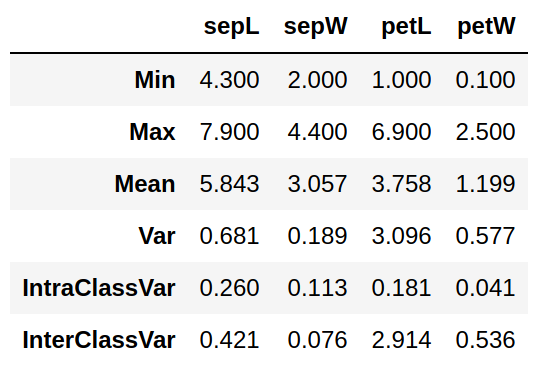 sepL sepW petL petW
Min 4.300 2.000 1.000 0.100
Max 7.900 4.400 6.900 2.500
Mean 5.843 3.057 3.758 1.199
Var 0.681 0.189 3.096 0.577
IntraClassVar 0.260 0.113 0.181 0.041
InterClassVar 0.421 0.076 2.914 0.536